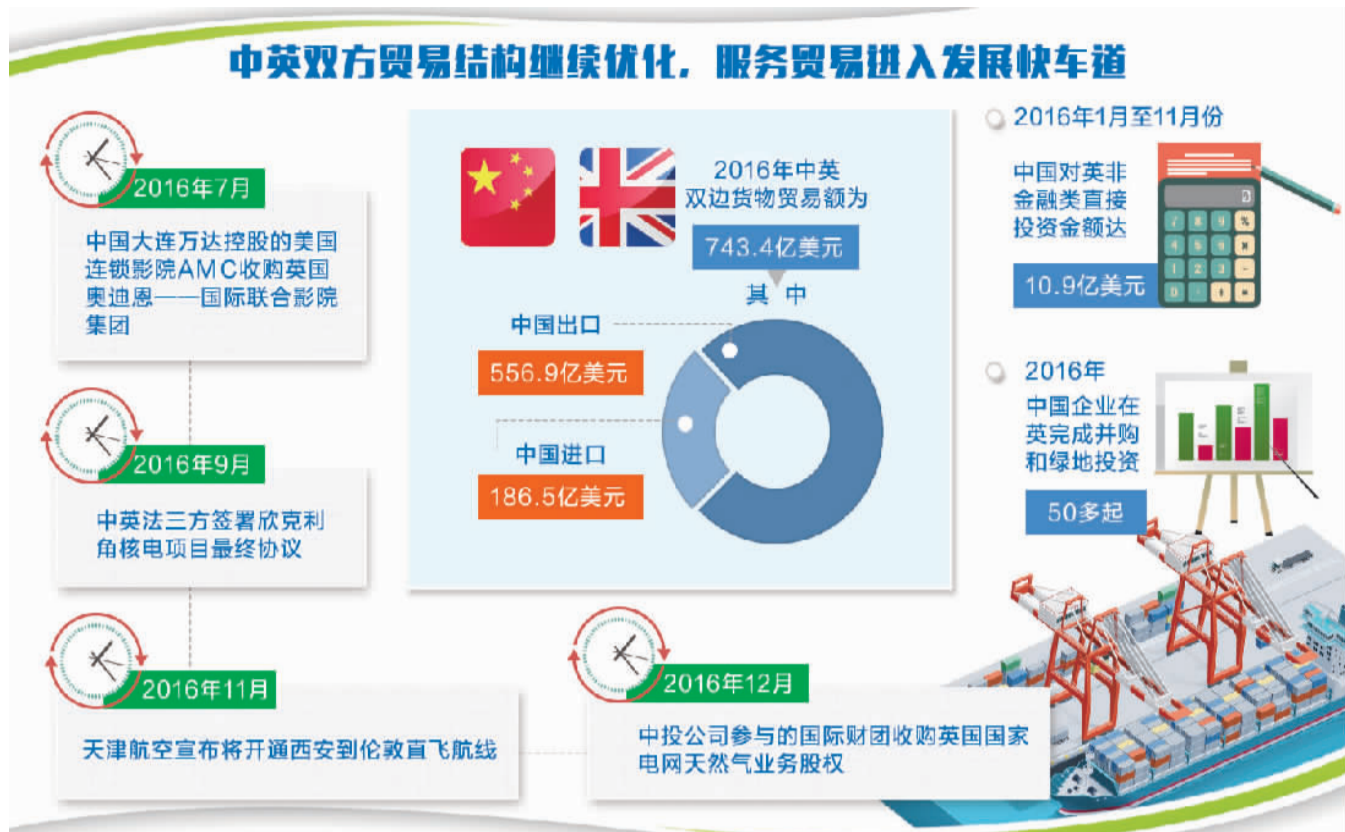 中英双方贸易结构继续优化，服务贸易进入发展快车道
2016年7月
中国大连万达控股的美国
连锁影院AMC收购英国
奥迪恩——国际联合影院
集团
2016年9月
中英法三方签署欣克利
角核电项目最终协议
2016年11月
天津航空宣布将开通西安到伦敦直飞航线
2016年12月
中投公司参与的国际财团收购英国国家
电网天然气业务股权
2016年中英
双边货物贸易额为
743.4亿美元
其中
中国出口
556.9亿美元
中国进口
186.5亿美元
2016年1月至11月份
中国对英非
金融类直接
投资金额达
10.9亿美元
2016年
中国企业在
英完成并购
和绿地投资
50多起